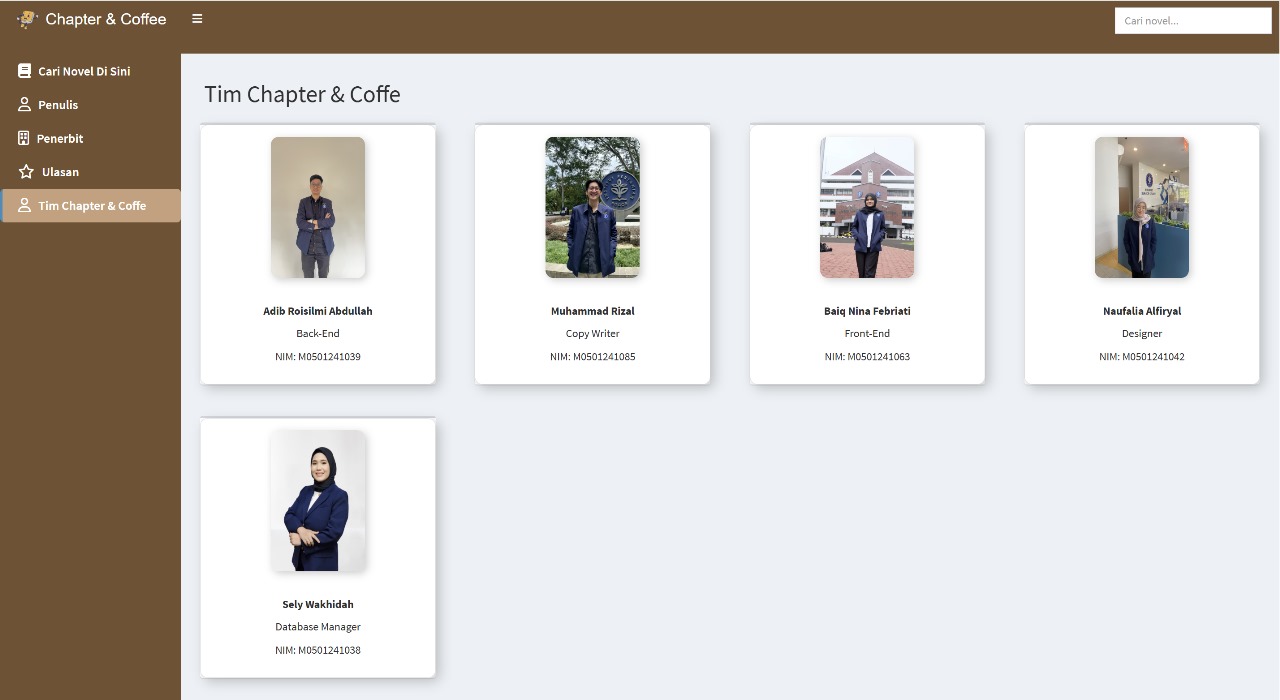 Chapter & Coffee
Cari novel...
Cari Novel Di Sini
Penulis
Penerbit
Ulasan
Tim Chapter & Coffe
Tim Chapter & Coffe
Adib Roisilmi Abdullah
Back-End
NIM: M0501241039
Muhammad Rizal
Copy Writer
NIM: M0501241085
Baiq Nina Febriati
Front-End
NIM: M0501241063
Naufalia Alfiryal
Designer
NIM: M0501241042
Sely Wakhidah
Database Manager
NIM: M0501241038